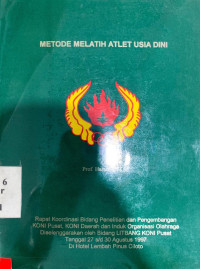 METODE MELATIH ATLET USIA DINI
Prof.
6
r
1
Rapat Koordinasi Bidang Penelitian dan Pengembangan
KONI Pusat, KONI Daerah dan Induk Organisasi Olahraga
Diselenggarakan oleh Bidang LITBANG KONI Pusat
Tanggal 27 s/d 30 Agustus 1997
Di Hotel Lembah Pinus Ciloto